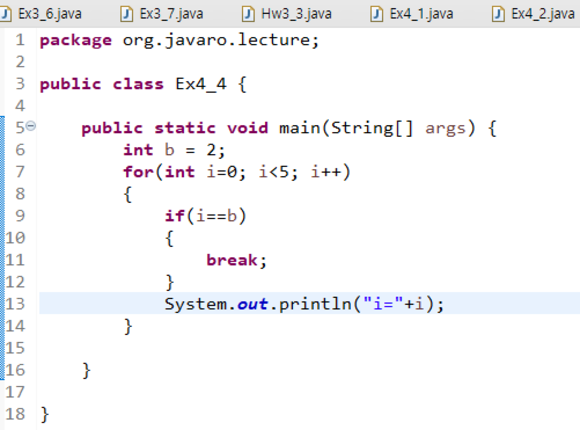 Ex3_6.java Ex3_7.java Hw3_3.java Ex4_1.java Ex4_2.java
1 package org.javaro.lecture;
2
3 public class Ex4_4 {
4
5 public static void main(String[] args) {
6 int b = 2;
7 for(int i=0; i<5; i++)
8 {
9 if(i==b)
10 {
11 break;
12 }
13 System.out.println("i="+i);
14 }
15
16 }
17
18 }